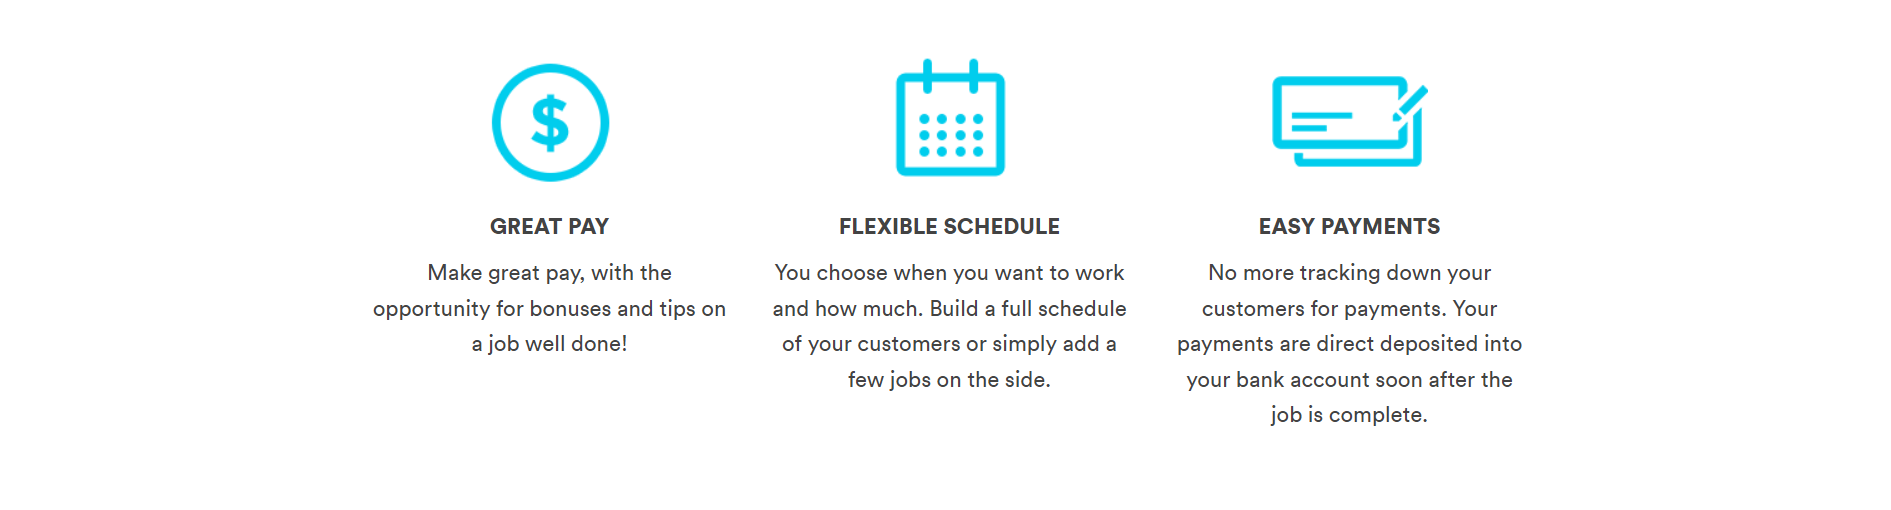 $
GREAT PAY
Make great pay, with the
opportunity for bonuses and tips on
a job well done!
FLEXIBLE SCHEDULE
You choose when you want to work
and how much. Build a full schedule
of your customers or simply add a
few jobs on the side.
EASY PAYMENTS
No more tracking down your
customers for payments. Your
payments are direct deposited into
your bank account soon after the
job is complete.